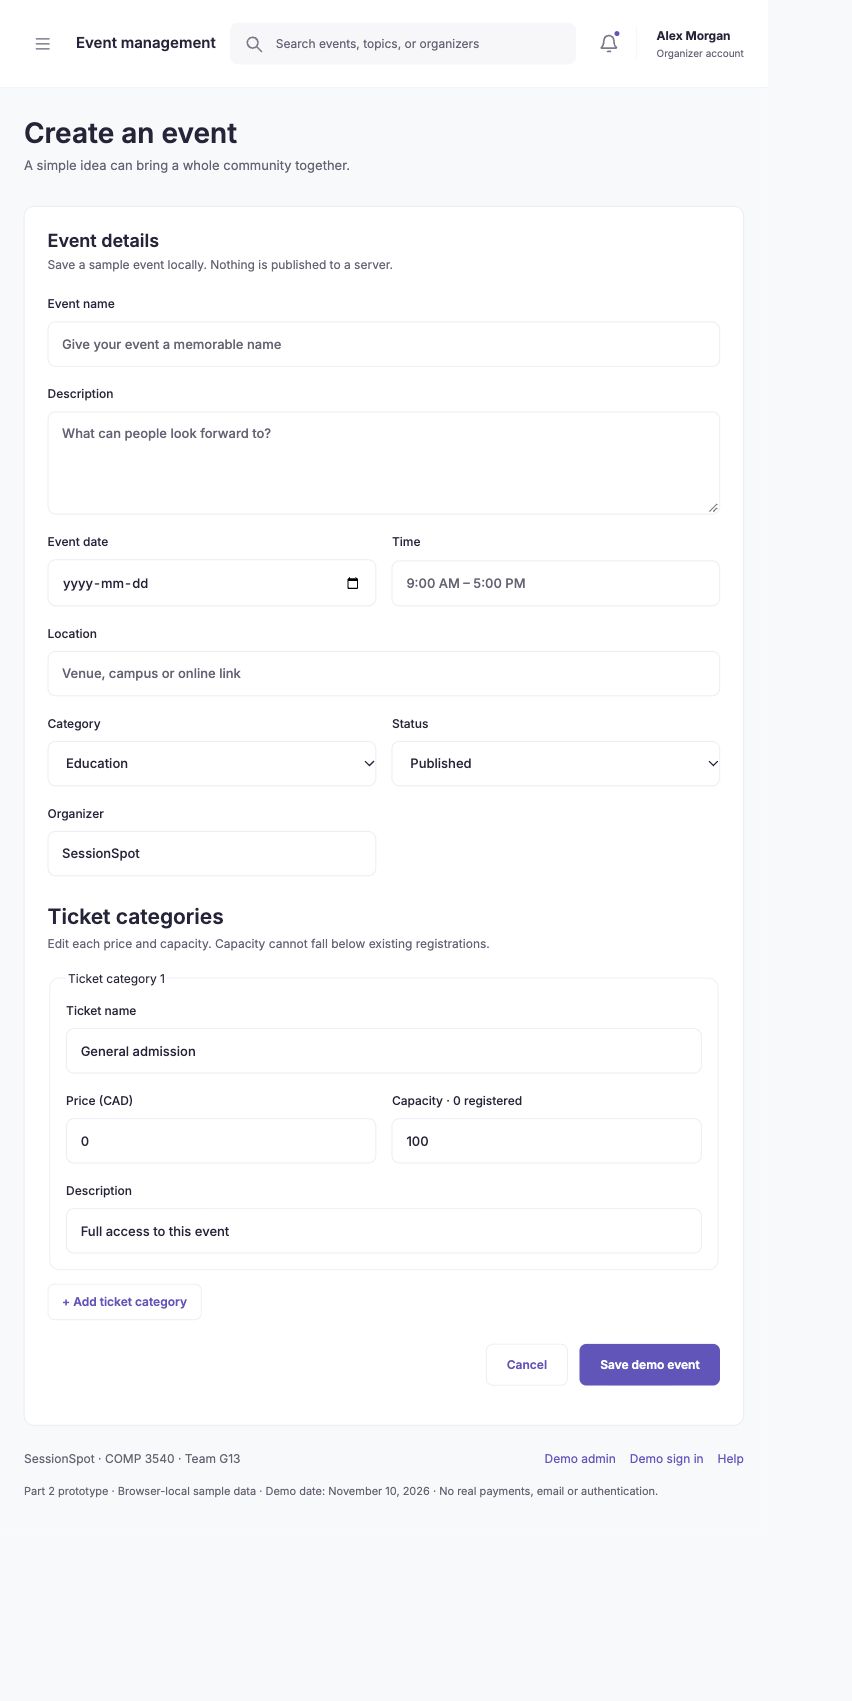 Event management
Search events, topics, or organizers
Alex Morgan
Organizer account
Create an event
A simple idea can bring a whole community together.
Event details
Save a sample event locally. Nothing is published to a server.
Event name
Give your event a memorable name
Description
What can people look forward to?
Event date
Time
yyyy-mm-dd
9:00 AM – 5:00 PM
Location
Venue, campus or online link
Category
Status
Education
Published
Organizer
SessionSpot
Ticket categories
Edit each price and capacity. Capacity cannot fall below existing registrations.
Ticket category 1
Ticket name
General admission
Price (CAD)
Capacity · 0 registered
0
100
Description
Full access to this event
+ Add ticket category
Cancel
Save demo event
SessionSpot · COMP 3540 · Team G13
Demo admin Demo sign in Help
Part 2 prototype · Browser-local sample data · Demo date: November 10, 2026 · No real payments, email or authentication.